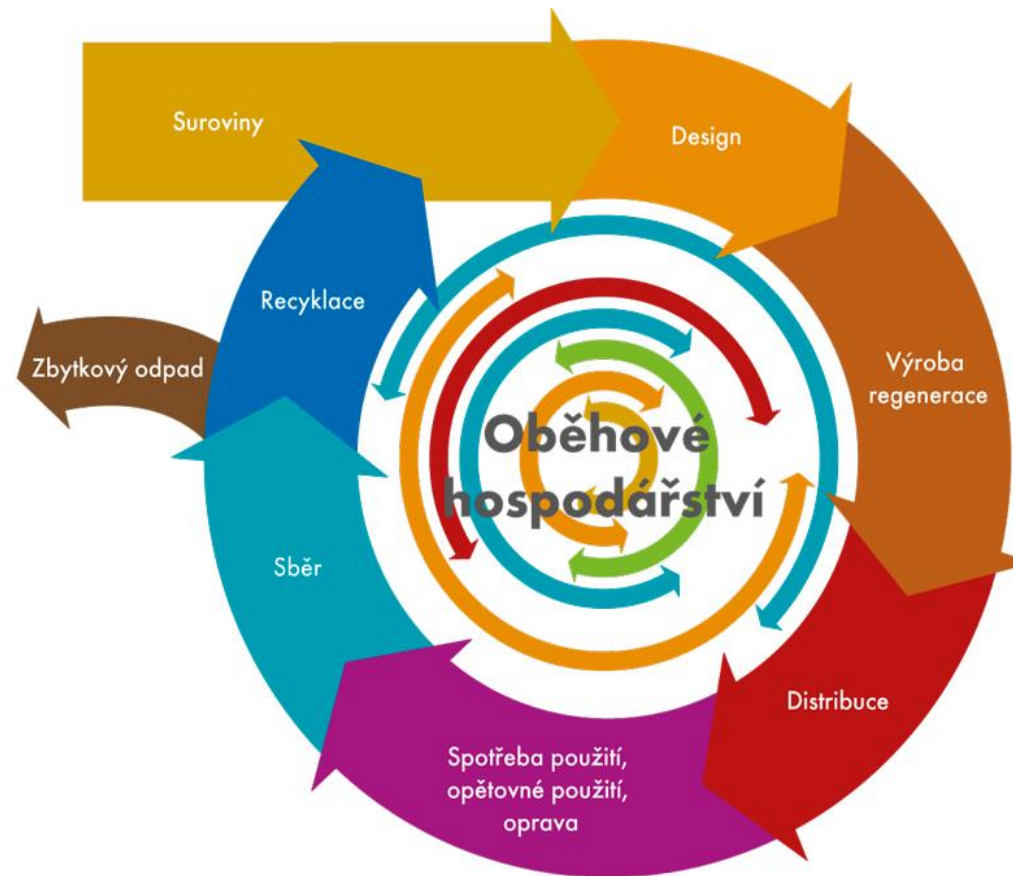 Suroviny
Design
Výroba
regenerace
Distribuce
Spotřeba použití,
opětovné použití,
oprava
Sběr
Recyklace
Zbytkový odpad
Oběhové
hospodářství